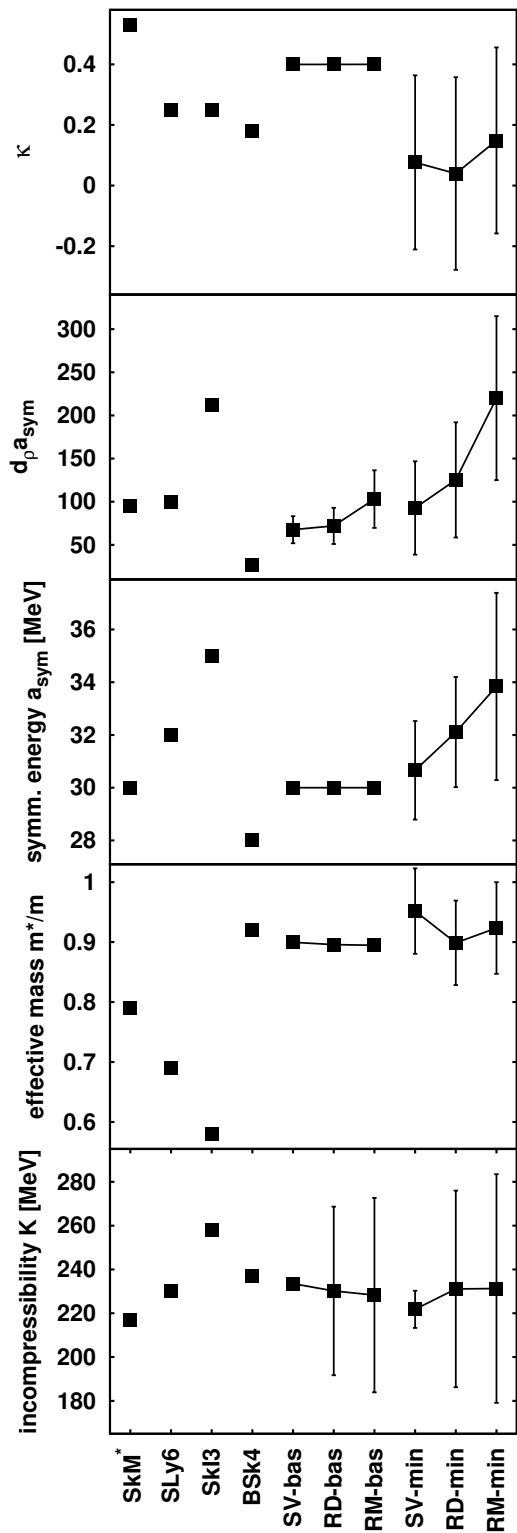 κ
0.4
0.2
0
-0.2
dρasym
300
250
200
150
100
50
symm. energy asym [MeV]
36
34
32
30
28
effective mass m*/m
1
0.9
0.8
0.7
0.6
incompressibility K [MeV]
280
260
240
220
200
180
SkM*
SLy6
SkI3
BSk4
SV-bas
RD-bas
RM-bas
SV-min
RD-min
RM-min